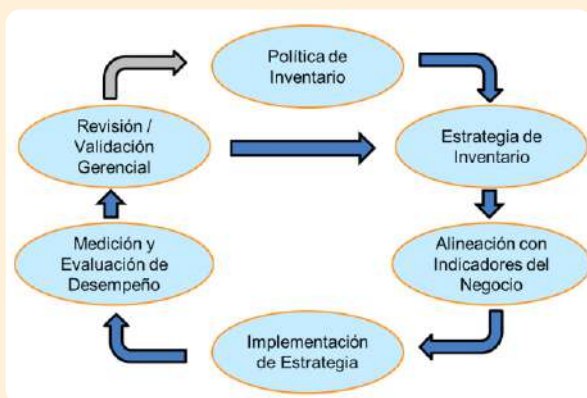 Política de
Inventario
Revisión /
Validación
Gerencial
Estrategia de
Inventario
Medición y
Evaluación de
Desempeño
Alineación con
Indicadores del
Negocio
Implementación
de Estrategia